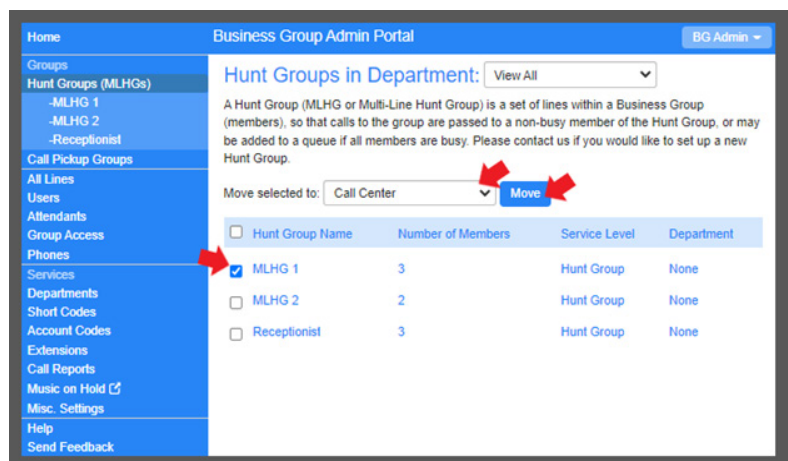 Home
Business Group Admin Portal
BG Admin
Groups
Hunt Groups (MLHGs)
-MLHG 1
-MLHG 2
-Receptionist
Call Pickup Groups
All Lines
Users
Attendants
Group Access
Phones
Services
Departments
Short Codes
Account Codes
Extensions
Call Reports
Music on Hold
Misc. Settings
Help
Send Feedback
Hunt Groups in Department: View All
A Hunt Group (MLHG or Multi-Line Hunt Group) is a set of lines within a Business Group
(members), so that calls to the group are passed to a non-busy member of the Hunt Group, or may
be added to a queue if all members are busy. Please contact us if you would like to set up a new
Hunt Group.
Move selected to: Call Center Move
Hunt Group Name Number of Members Service Level Department
MLHG 1 3 Hunt Group None
MLHG 2 2 Hunt Group None
Receptionist 3 Hunt Group None